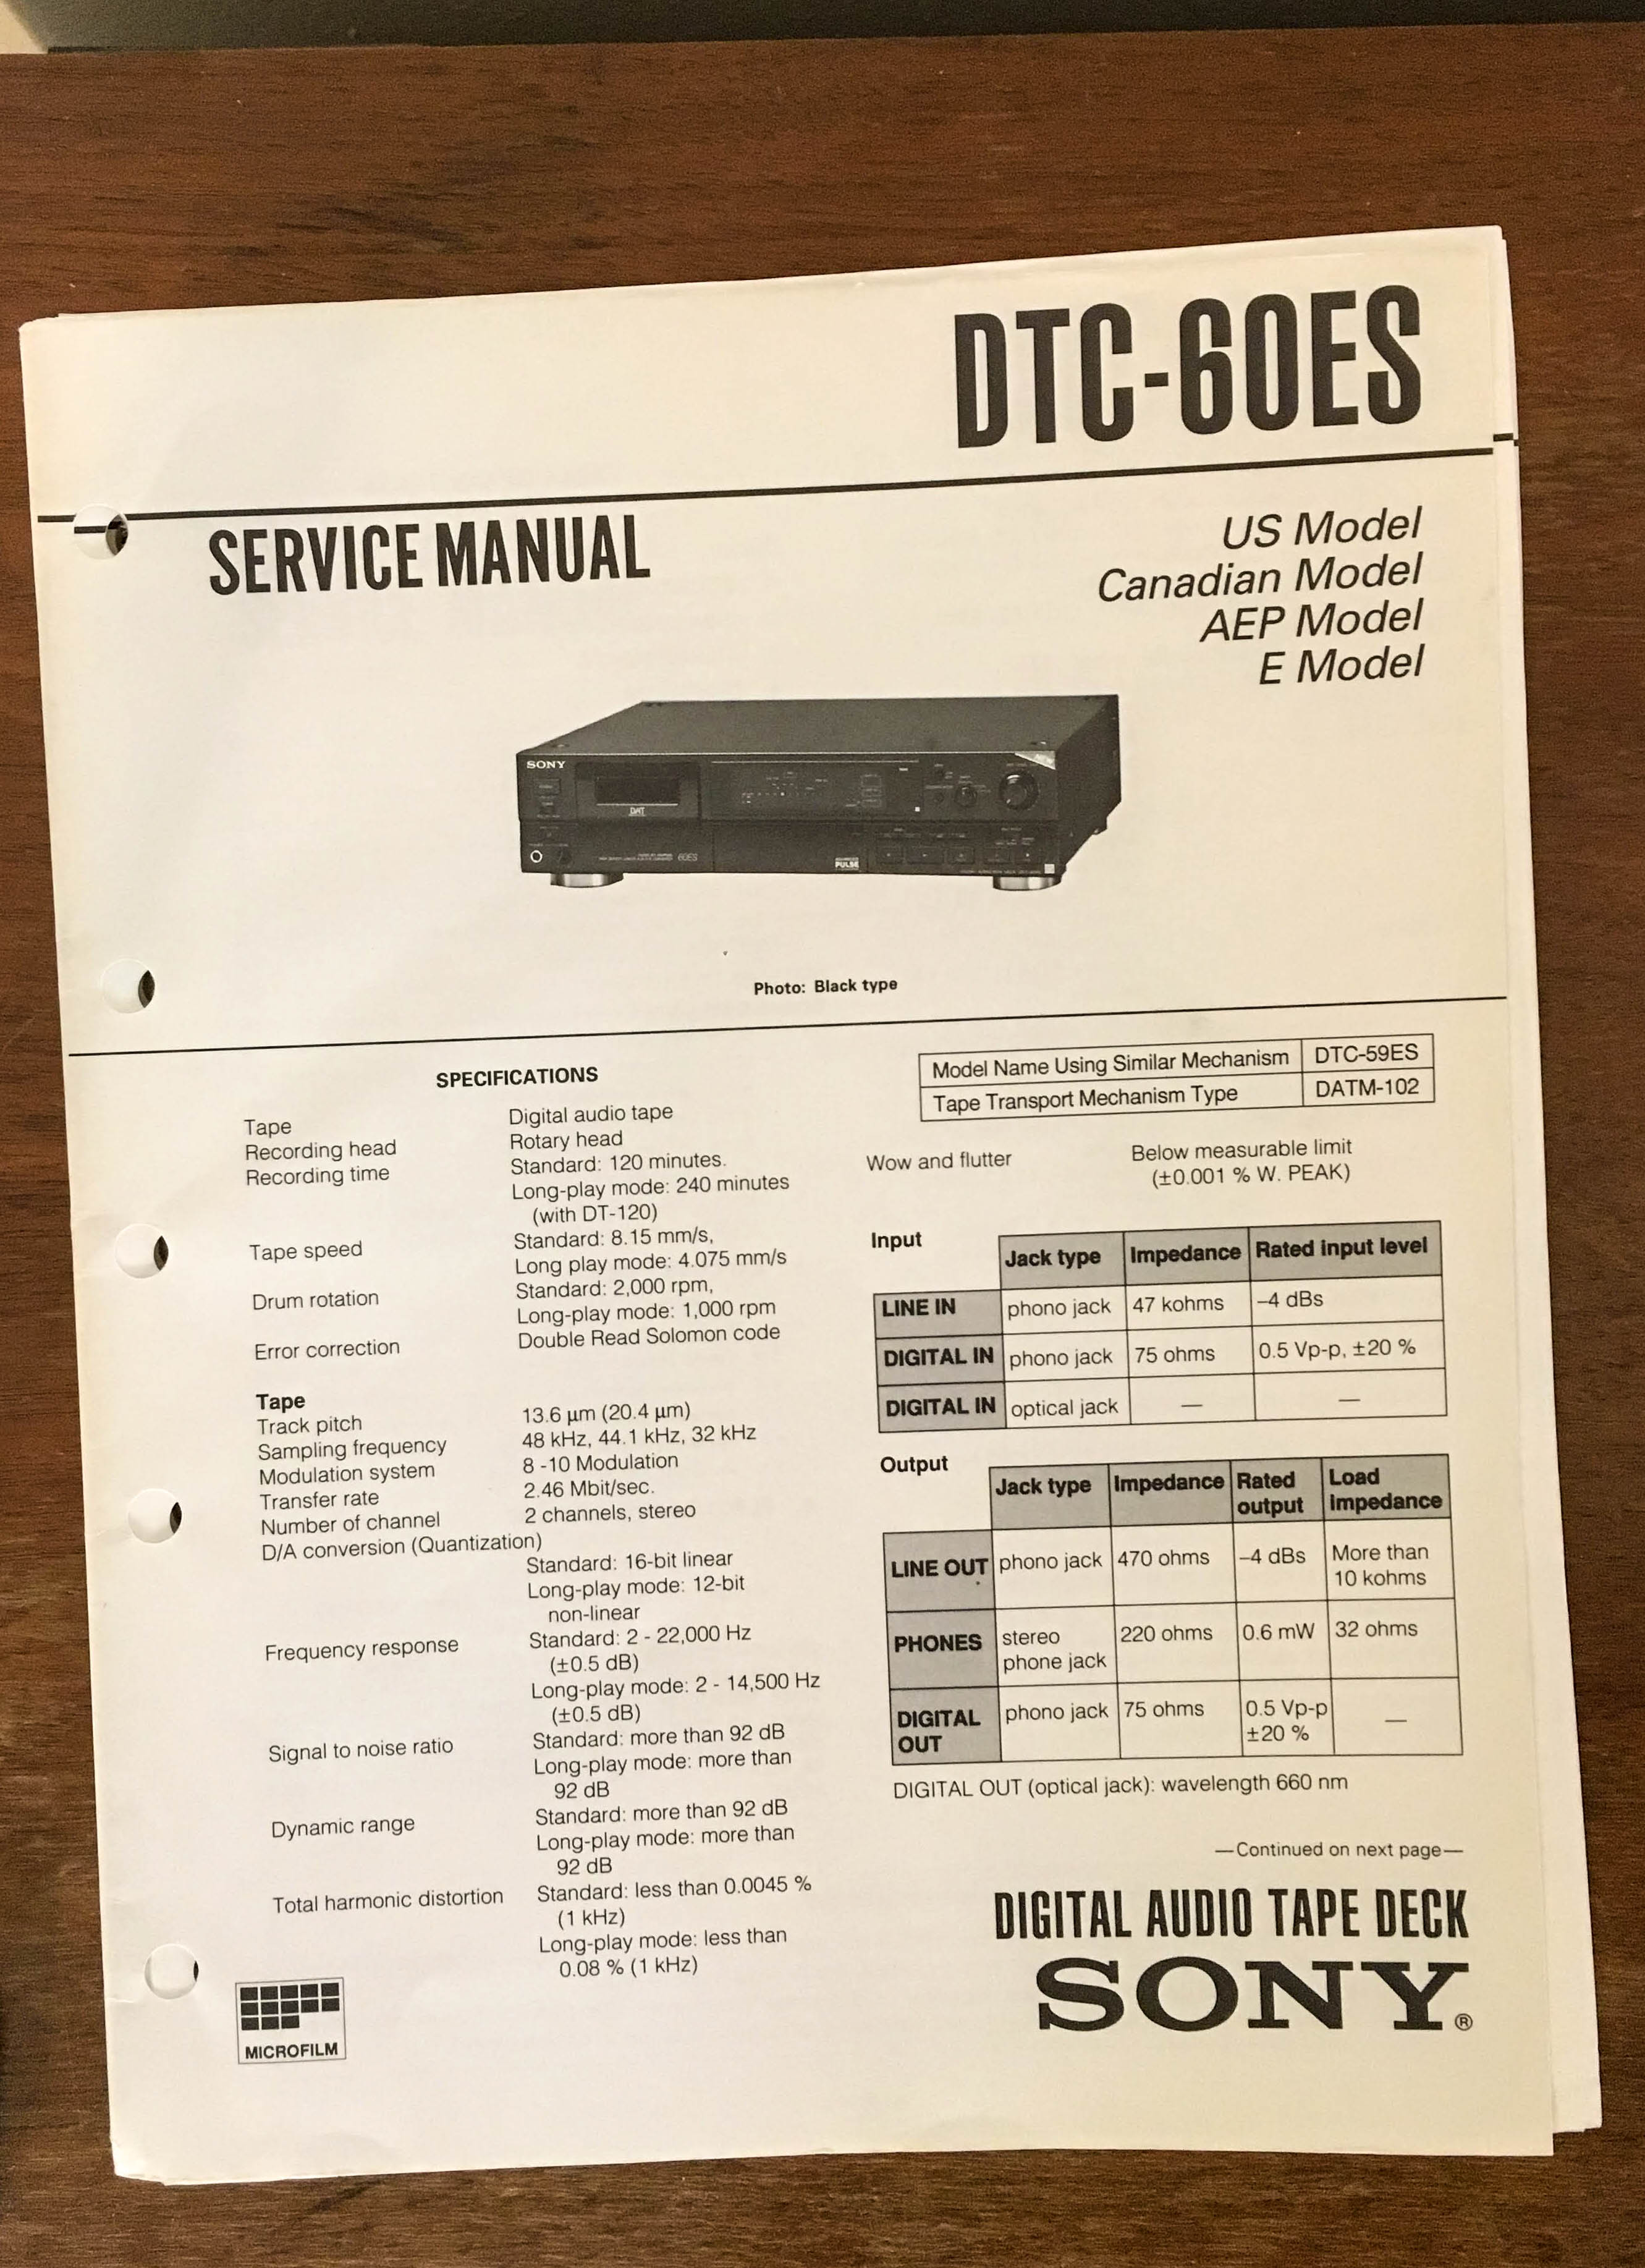 DTC-60ES
SERVICE MANUAL
US Model
Canadian Model
AEP Model
E Model
SONY
DAT
60ES
PULSE
Photo: Black type
SPECIFICATIONS
Tape Digital audio tape
Recording head Rotary head
Recording time Standard: 120 minutes.
Long-play mode: 240 minutes
(with DT-120)
Tape speed Standard: 8.15 mm/s,
Long play mode: 4.075 mm/s
Drum rotation Standard: 2,000 rpm,
Long-play mode: 1,000 rpm
Error correction Double Read Solomon code
Tape
Track pitch 13.6 µm (20.4 µm)
Sampling frequency 48 kHz, 44.1 kHz, 32 kHz
Modulation system 8 -10 Modulation
Transfer rate 2.46 Mbit/sec.
Number of channel 2 channels, stereo
D/A conversion (Quantization)
Standard: 16-bit linear
Long-play mode: 12-bit
non-linear
Frequency response Standard: 2 - 22,000 Hz
(±0.5 dB)
Long-play mode: 2 - 14,500 Hz
(±0.5 dB)
Signal to noise ratio Standard: more than 92 dB
Long-play mode: more than
92 dB
Dynamic range Standard: more than 92 dB
Long-play mode: more than
92 dB
Total harmonic distortion Standard: less than 0.0045 %
(1 kHz)
Long-play mode: less than
0.08 % (1 kHz)
MICROFILM
Model Name Using Similar Mechanism DTC-59ES
Tape Transport Mechanism Type DATM-102
Wow and flutter Below measurable limit
(±0.001 % W. PEAK)
Input
Jack type Impedance Rated input level
LINE IN phono jack 47 kohms –4 dBs
DIGITAL IN phono jack 75 ohms 0.5 Vp-p, ±20 %
DIGITAL IN optical jack — —
Output
Jack type Impedance Rated Load
output Impedance
LINE OUT phono jack 470 ohms –4 dBs More than
10 kohms
PHONES stereo 220 ohms 0.6 mW 32 ohms
phone jack
DIGITAL phono jack 75 ohms 0.5 Vp-p —
OUT ±20 %
DIGITAL OUT (optical jack): wavelength 660 nm
—Continued on next page—
DIGITAL AUDIO TAPE DECK
SONY®